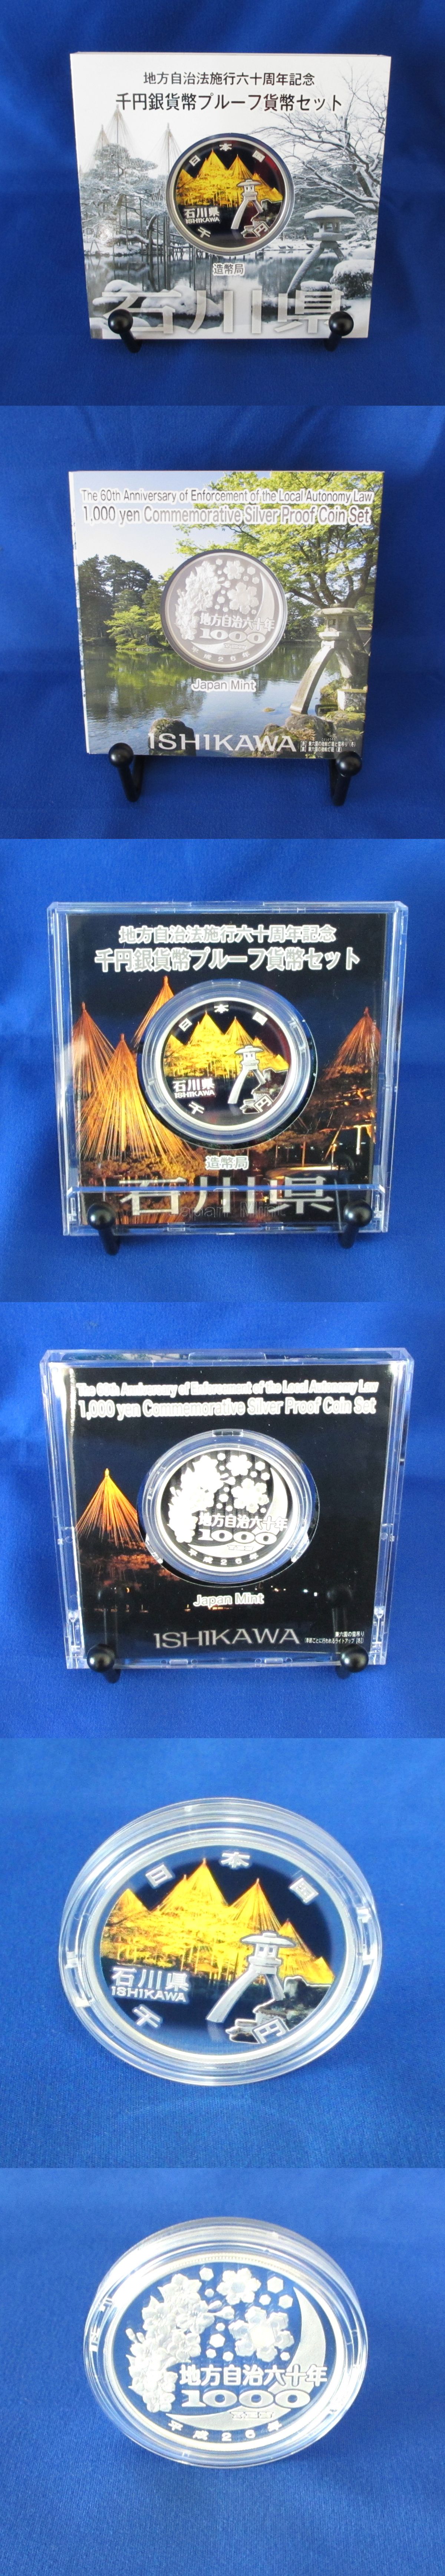 地方自治法施行六十周年記念
千円銀貨幣プルーフ貨幣セット
日本国
石川県
ISHIKAWA
千円
造幣局
石川県
The 60th Anniversary of Enforcement of the Local Autonomy Law
1,000 yen Commemorative Silver Proof Coin Set
地方自治六十年
1000
平成26年
Japan Mint
ISHIKAWA
地方自治法施行六十周年記念
千円銀貨幣プルーフ貨幣セット
日本国
石川県
ISHIKAWA
千円
造幣局
石川県
Japan Mint
The 60th Anniversary of Enforcement of the Local Autonomy Law
1,000 yen Commemorative Silver Proof Coin Set
地方自治六十年
1000
平成26年
Japan Mint
ISHIKAWA
日本国
石川県
ISHIKAWA
千円
地方自治六十年
1000
平成26年